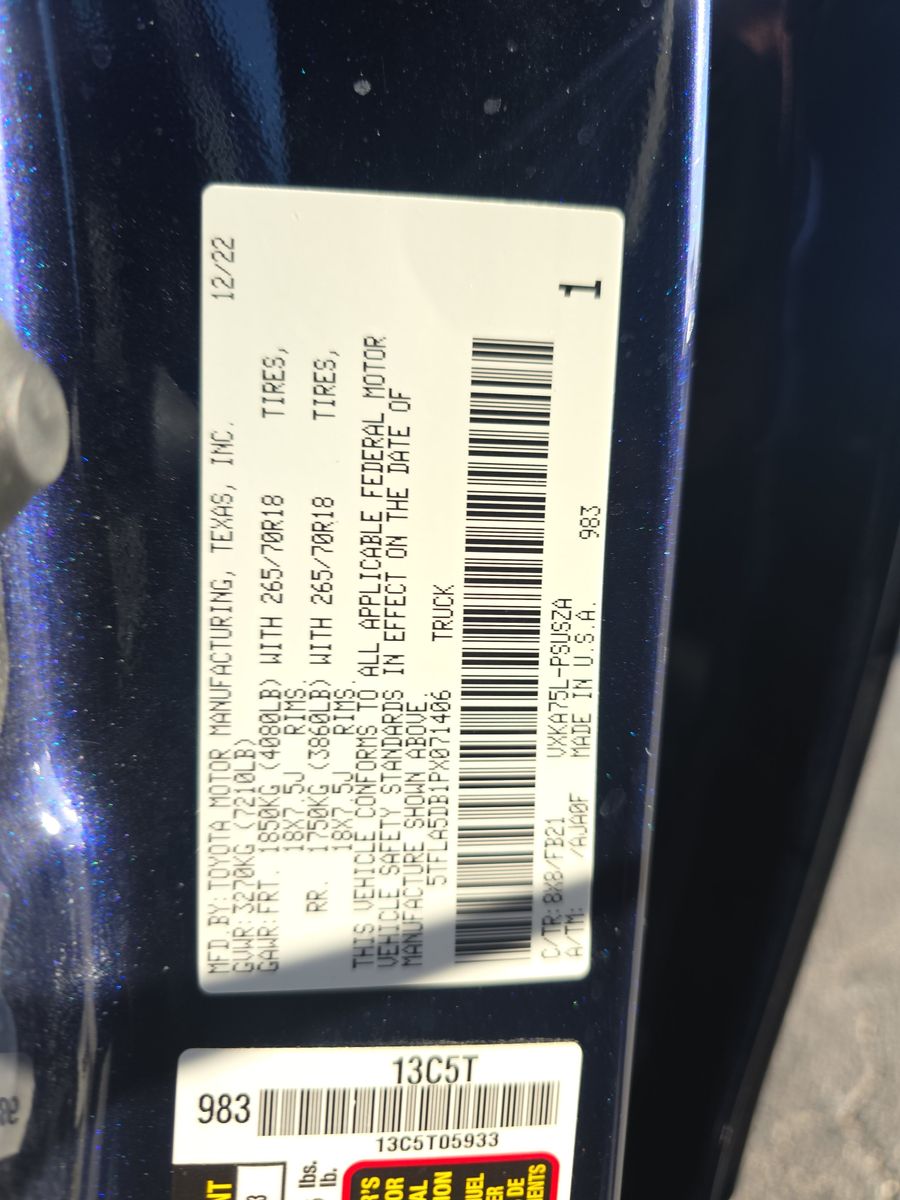 MFD.BY:TOYOTA MOTOR MANUFACTURING, TEXAS, INC. 12/22
GVWR:3270KG (7210LB)
GAWR:FRT. 1850KG (4080LB) WITH 265/70R18 TIRES,
18X7.5J RIMS.
RR. 1750KG (3860LB) WITH 265/70R18 TIRES,
18X7.5J RIMS.
THIS VEHICLE CONFORMS TO ALL APPLICABLE FEDERAL MOTOR
VEHICLE SAFETY STANDARDS IN EFFECT ON THE DATE OF
MANUFACTURE SHOWN ABOVE.
5TFLA5DB1PX071406 TRUCK
C/TR:8X8/FB21 VXKA75L-PSUSZA
A/TM: /AJA0F MADE IN U.S.A. 983 1
13C5T
983
13C5T05933
lbs.
lb.